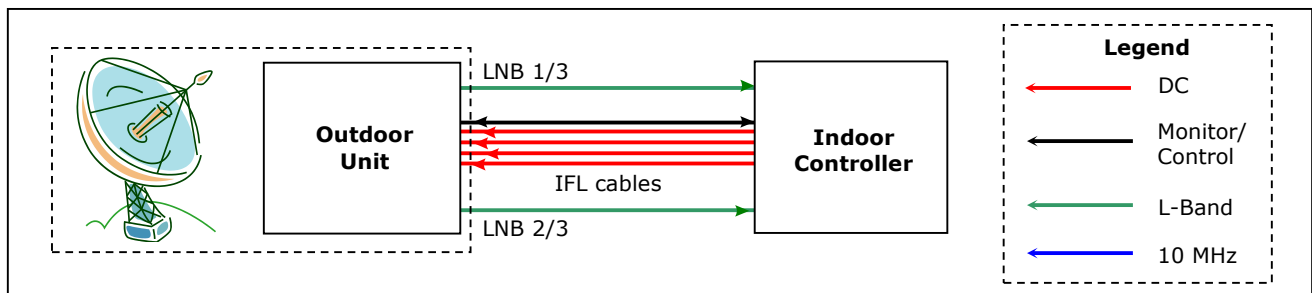 LNB 1/3
Outdoor
Unit
IFL cables
LNB 2/3
Indoor
Controller
Legend
DC
Monitor/
Control
L-Band
10 MHz